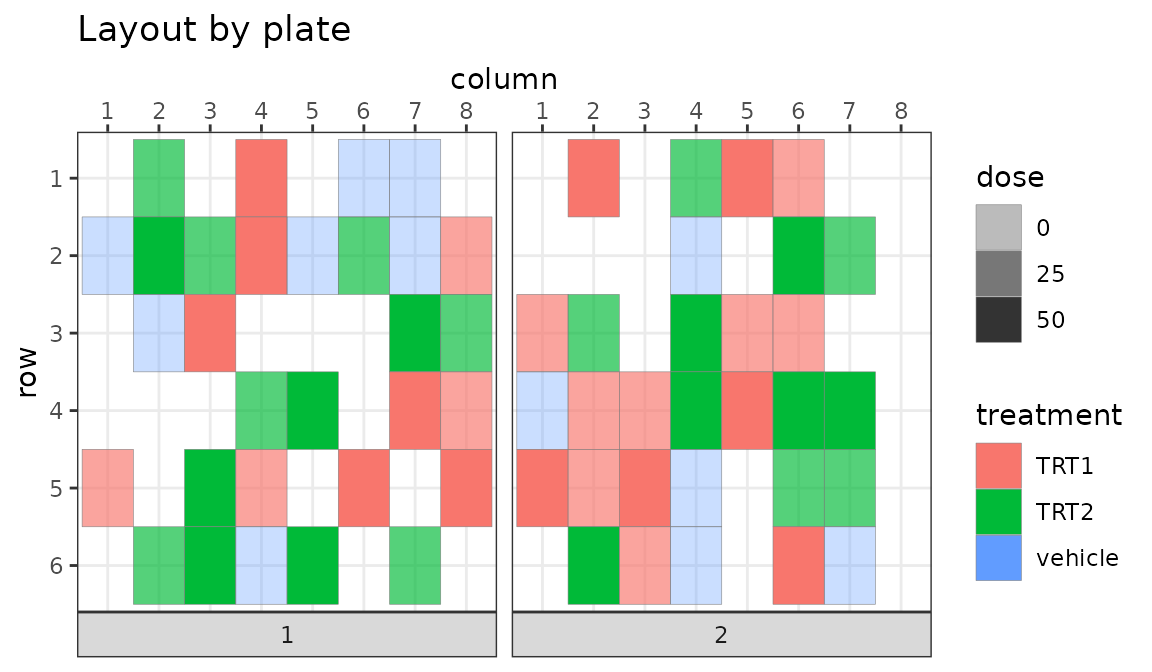 Layout by plate
column
1 2 3 4 5 6 7 8 1 2 3 4 5 6 7 8
row
1
2
3
4
5
6
1 2
dose
0
25
50
treatment
TRT1
TRT2
vehicle